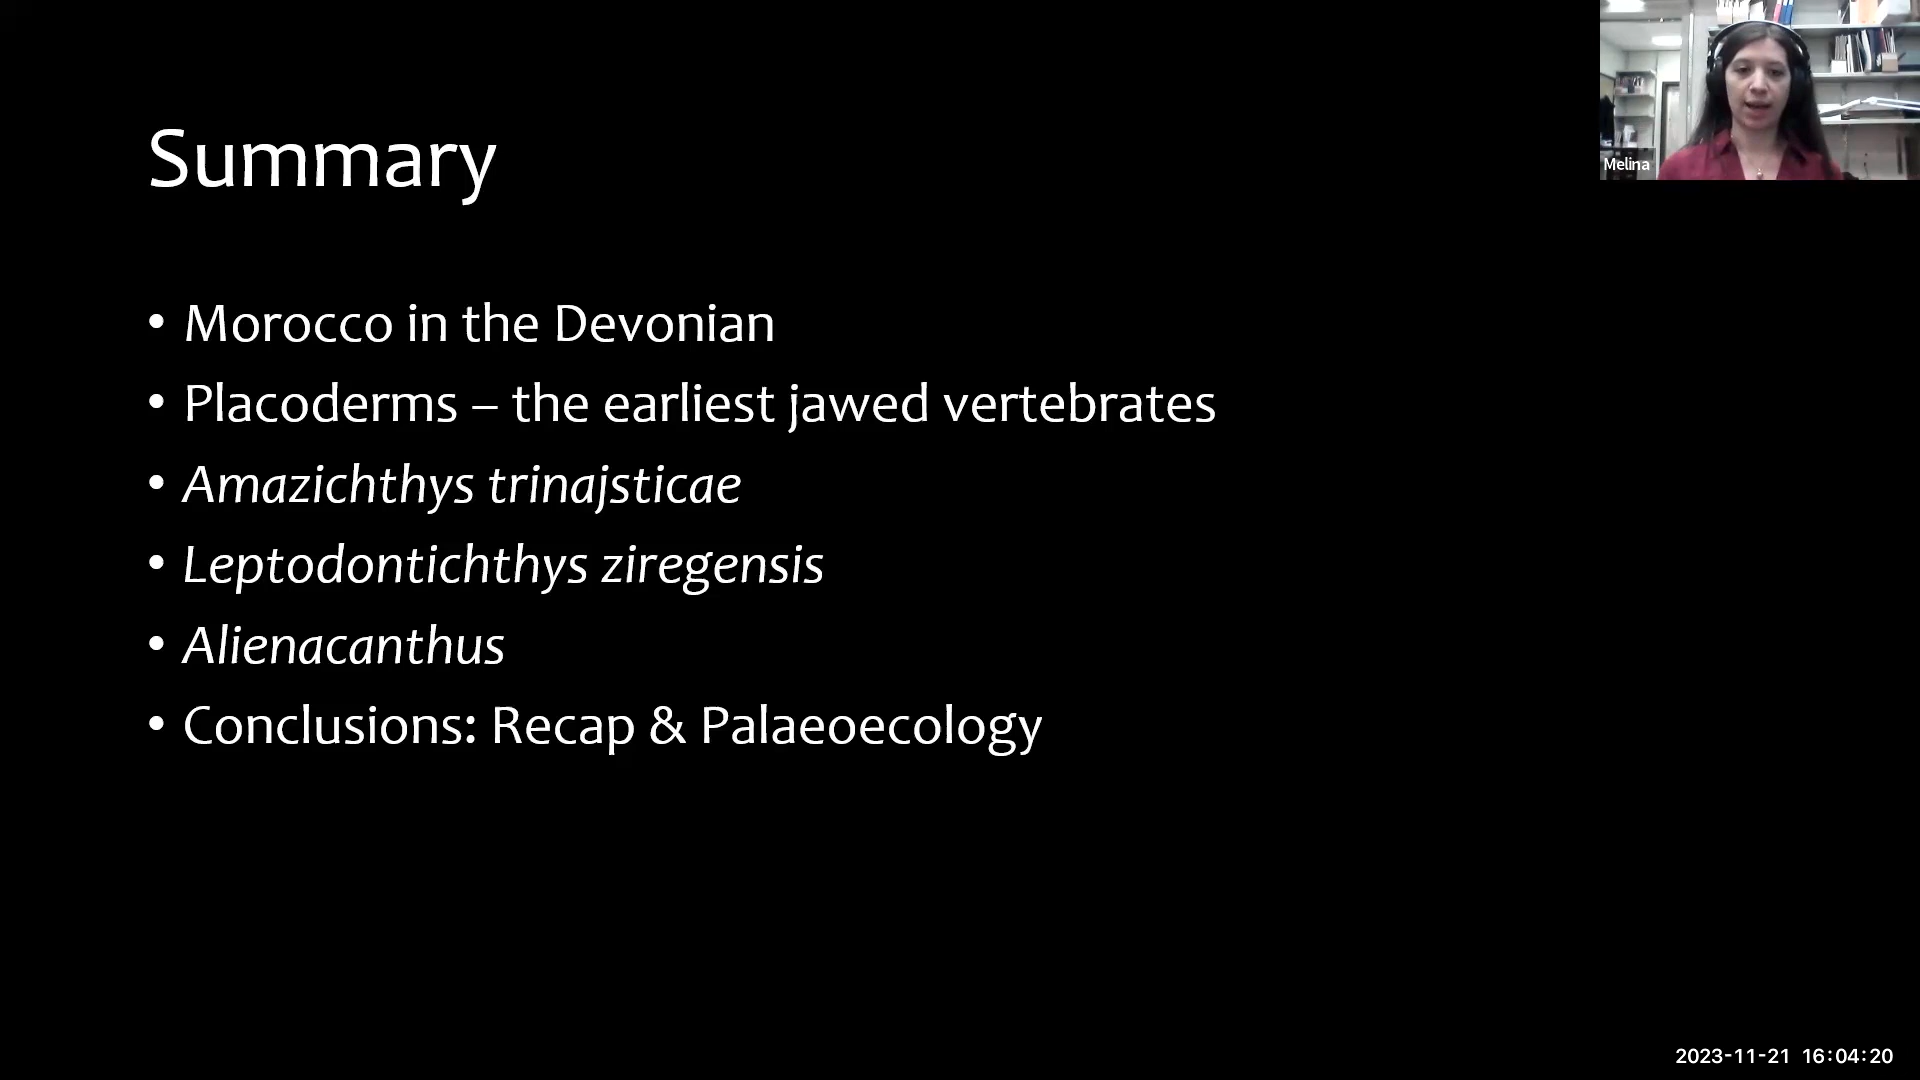 Summary
• Morocco in the Devonian
• Placoderms – the earliest jawed vertebrates
• Amazichthys trinajsticae
• Leptodontichthys ziregensis
• Alienacanthus
• Conclusions: Recap & Palaeoecology
Melina
2023-11-21 16:04:20